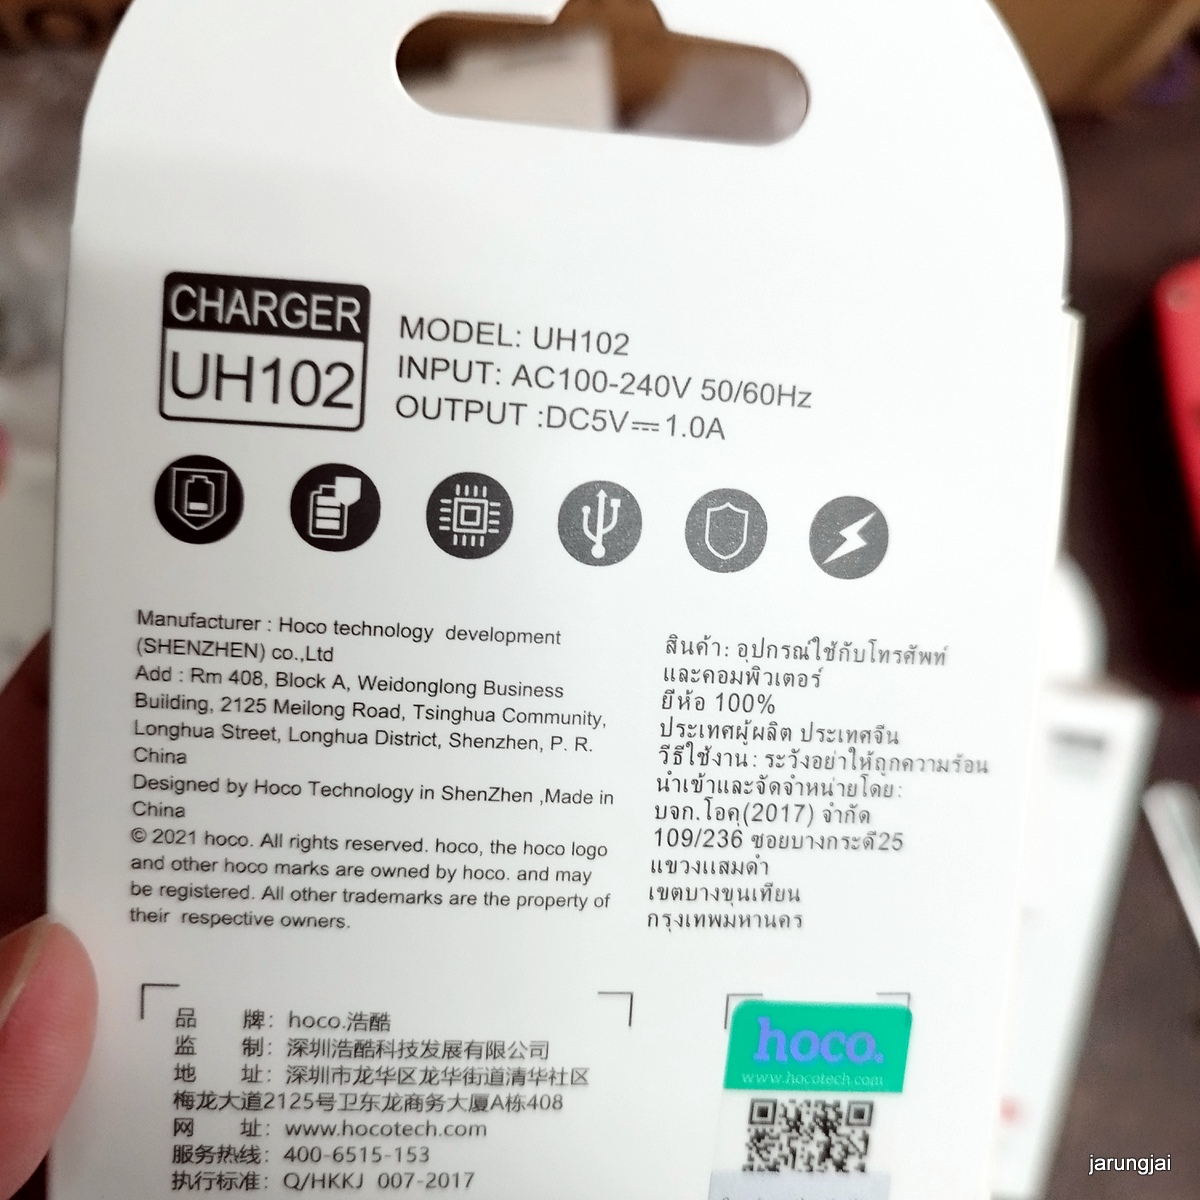 CHARGER
UH102
MODEL: UH102
INPUT: AC100-240V 50/60Hz
OUTPUT :DC5V⎓1.0A
Manufacturer : Hoco technology development
(SHENZHEN) co.,Ltd
Add : Rm 408, Block A, Weidonglong Business
Building, 2125 Meilong Road, Tsinghua Community,
Longhua Street, Longhua District, Shenzhen, P. R.
China
Designed by Hoco Technology in ShenZhen ,Made in
China
© 2021 hoco. All rights reserved. hoco, the hoco logo
and other hoco marks are owned by hoco. and may
be registered. All other trademarks are the property of
their respective owners.
สินค้า: อุปกรณ์ใช้กับโทรศัพท์
และคอมพิวเตอร์
ยี่ห้อ 100%
ประเทศผู้ผลิต ประเทศจีน
วีธีใช้งาน: ระวังอย่าให้ถูกความร้อน
นำเข้าและจัดจำหน่ายโดย:
บจก.โอคุ(2017) จำกัด
109/236 ซอยบางกระดี่25
แขวงแสมดำ
เขตบางขุนเทียน
กรุงเทพมหานคร
品 牌: hoco.浩酷
监 制: 深圳浩酷科技发展有限公司
地 址: 深圳市龙华区龙华街道清华社区
梅龙大道2125号卫东龙商务大厦A栋408
网 址: www.hocotech.com
服务热线: 400-6515-153
执行标准: Q/HKKJ 007-2017
hoco.
www.hocotech.com
jarungjai